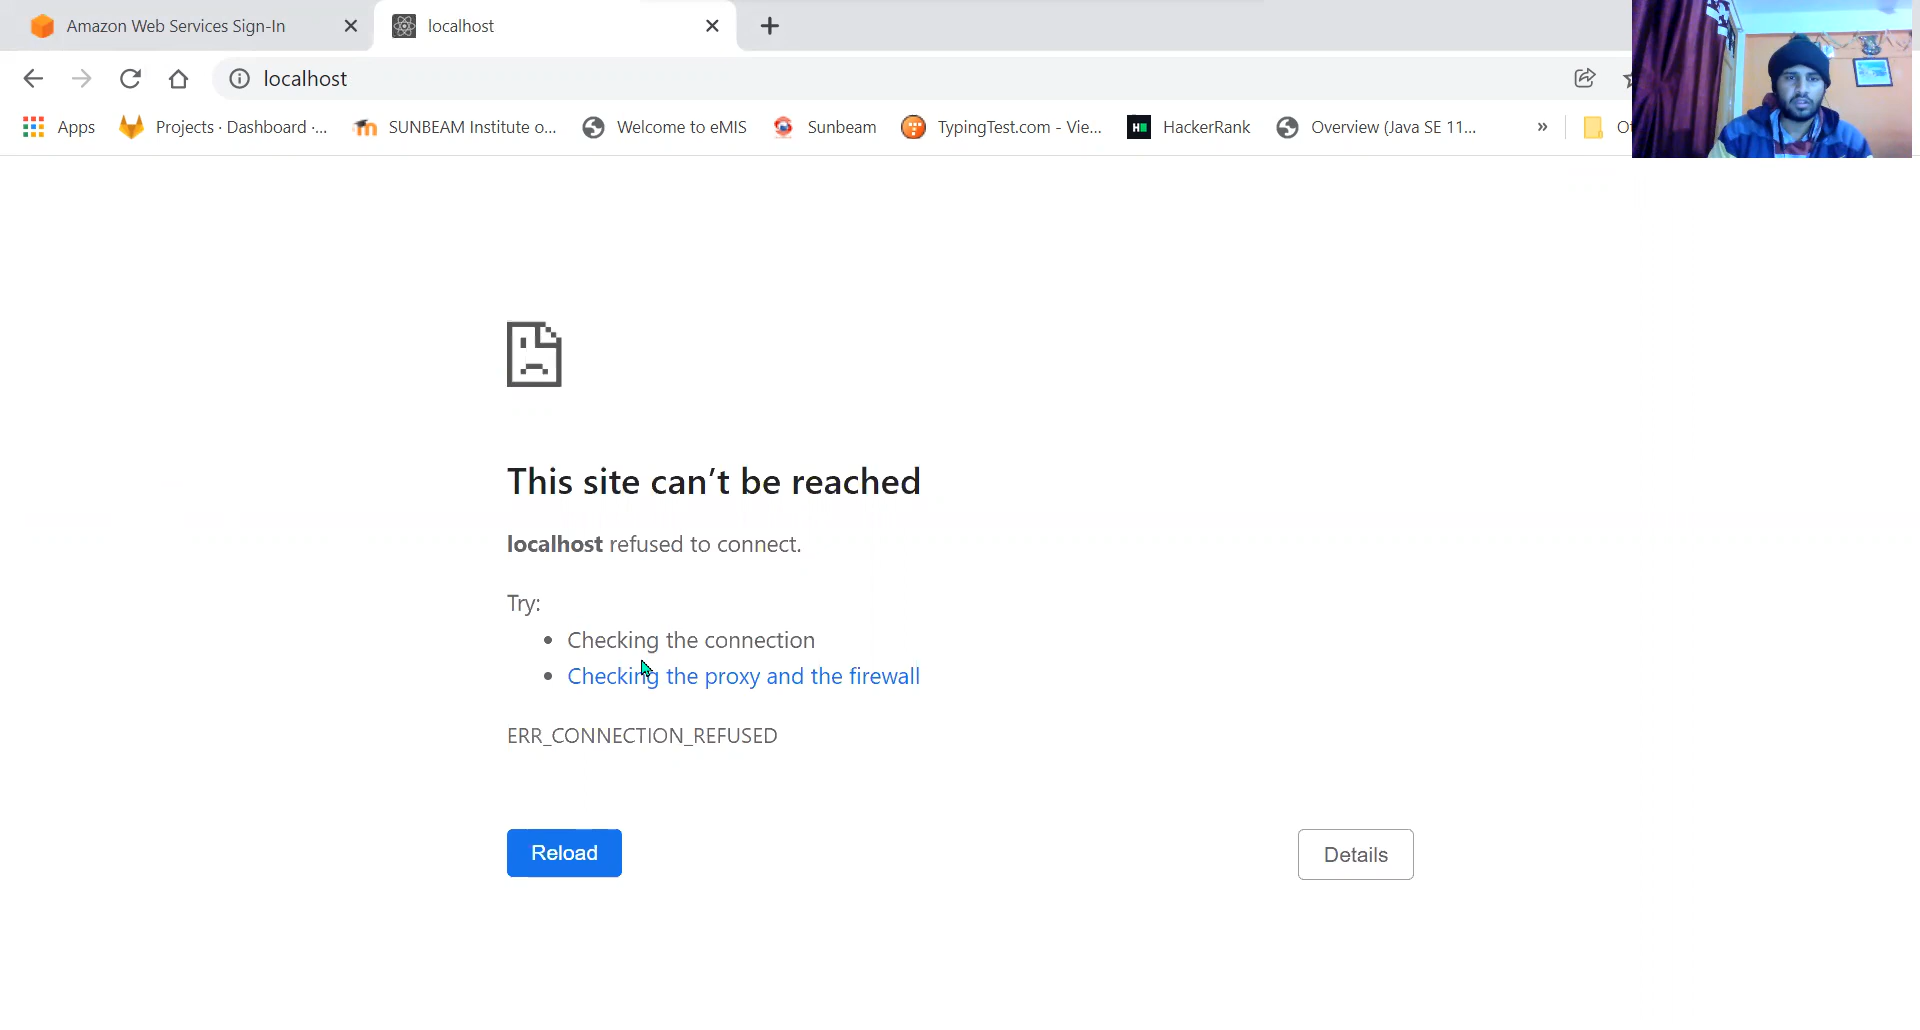 Amazon Web Services Sign-In
localhost
localhost
Apps
Projects · Dashboard ·...
SUNBEAM Institute o...
Welcome to eMIS
Sunbeam
TypingTest.com - Vie...
HackerRank
Overview (Java SE 11...
»
This site can’t be reached
localhost refused to connect.
Try:
• Checking the connection
• Checking the proxy and the firewall
ERR_CONNECTION_REFUSED
Reload
Details